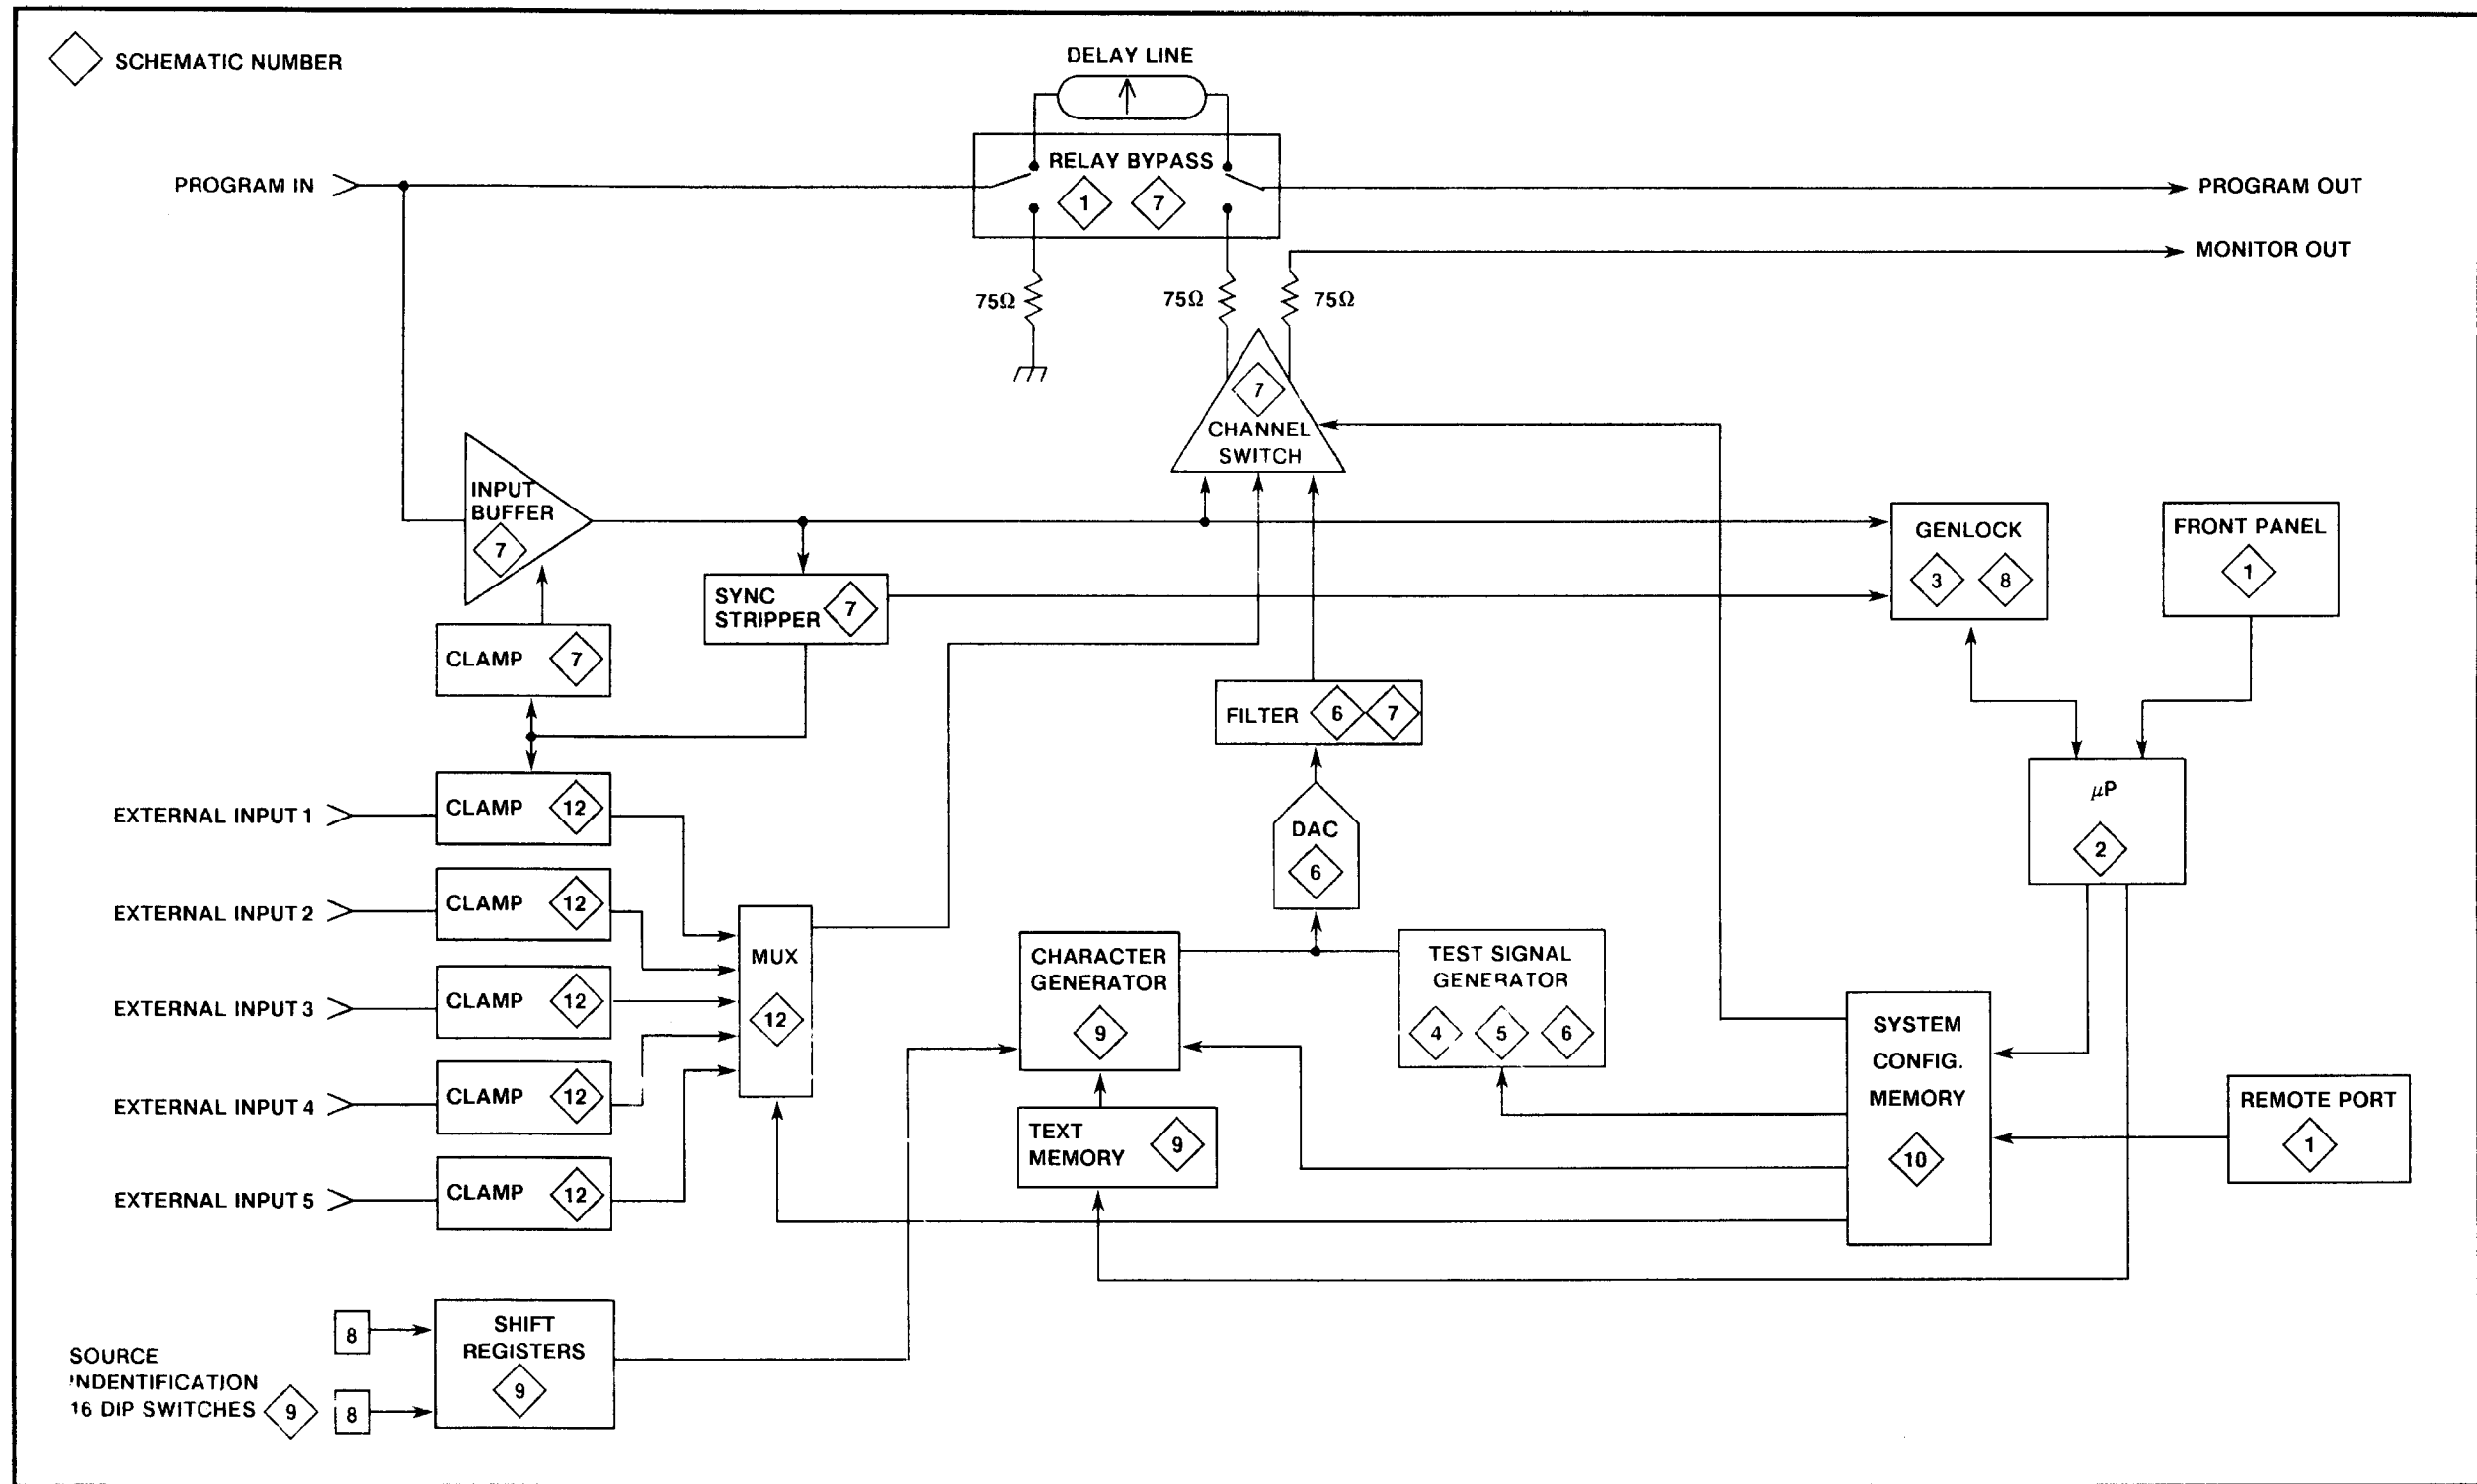 SCHEMATIC NUMBER
DELAY LINE
RELAY BYPASS
1 7
PROGRAM IN
PROGRAM OUT
MONITOR OUT
75Ω
75Ω
75Ω
7
CHANNEL
SWITCH
INPUT
BUFFER
7
GENLOCK
3 8
FRONT PANEL
1
SYNC
STRIPPER
7
CLAMP 7
FILTER 6 7
EXTERNAL INPUT 1
CLAMP 12
EXTERNAL INPUT 2
CLAMP 12
EXTERNAL INPUT 3
CLAMP 12
EXTERNAL INPUT 4
CLAMP 12
EXTERNAL INPUT 5
CLAMP 12
MUX
12
DAC
6
μP
2
CHARACTER
GENERATOR
9
TEST SIGNAL
GENERATOR
4 5 6
SYSTEM
CONFIG.
MEMORY
10
REMOTE PORT
1
TEXT
MEMORY
9
SOURCE
INDENTIFICATION
16 DIP SWITCHES 9
8
8
SHIFT
REGISTERS
9